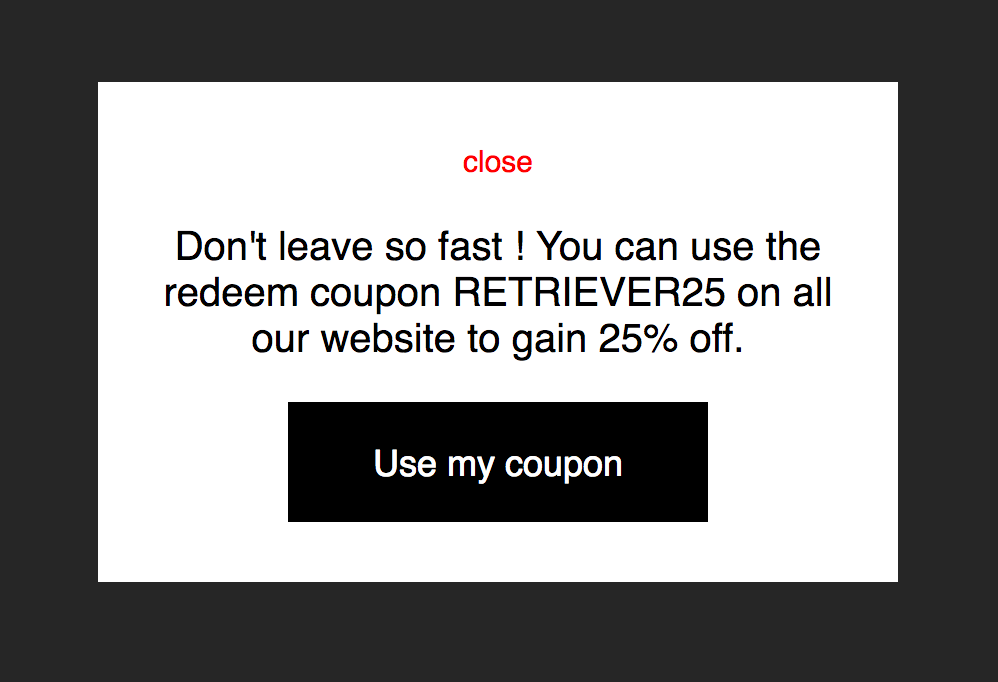 close
Don't leave so fast ! You can use the
redeem coupon RETRIEVER25 on all
our website to gain 25% off.
Use my coupon